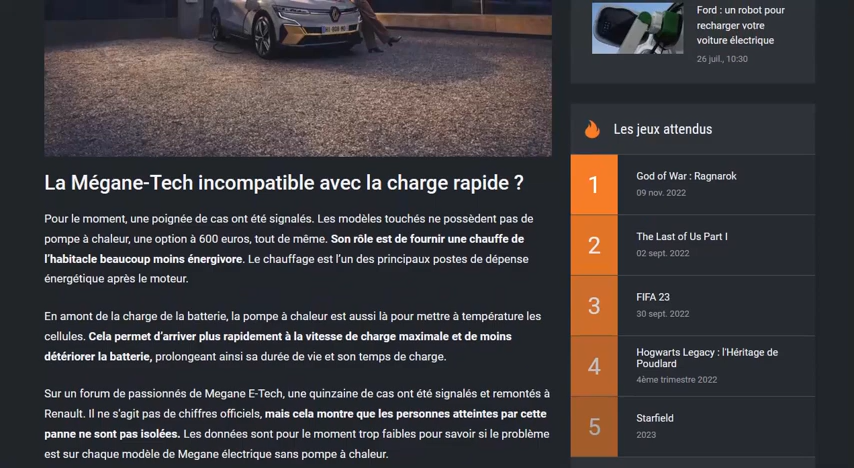 Ford : un robot pour
recharger votre
voiture électrique
26 juil., 10:30
La Mégane-Tech incompatible avec la charge rapide ?
Pour le moment, une poignée de cas ont été signalés. Les modèles touchés ne possèdent pas de
pompe à chaleur, une option à 600 euros, tout de même. Son rôle est de fournir une chauffe de
l’habitacle beaucoup moins énergivore. Le chauffage est l’un des principaux postes de dépense
énergétique après le moteur.
En amont de la charge de la batterie, la pompe à chaleur est aussi là pour mettre à température les
cellules. Cela permet d’arriver plus rapidement à la vitesse de charge maximale et de moins
détériorer la batterie, prolongeant ainsi sa durée de vie et son temps de charge.
Sur un forum de passionnés de Megane E-Tech, une quinzaine de cas ont été signalés et remontés à
Renault. Il ne s’agit pas de chiffres officiels, mais cela montre que les personnes atteintes par cette
panne ne sont pas isolées. Les données sont pour le moment trop faibles pour savoir si le problème
est sur chaque modèle de Megane électrique sans pompe à chaleur.
Les jeux attendus
1
God of War : Ragnarok
09 nov. 2022
2
The Last of Us Part I
02 sept. 2022
3
FIFA 23
30 sept. 2022
4
Hogwarts Legacy : l'Héritage de
Poudlard
4ème trimestre 2022
5
Starfield
2023